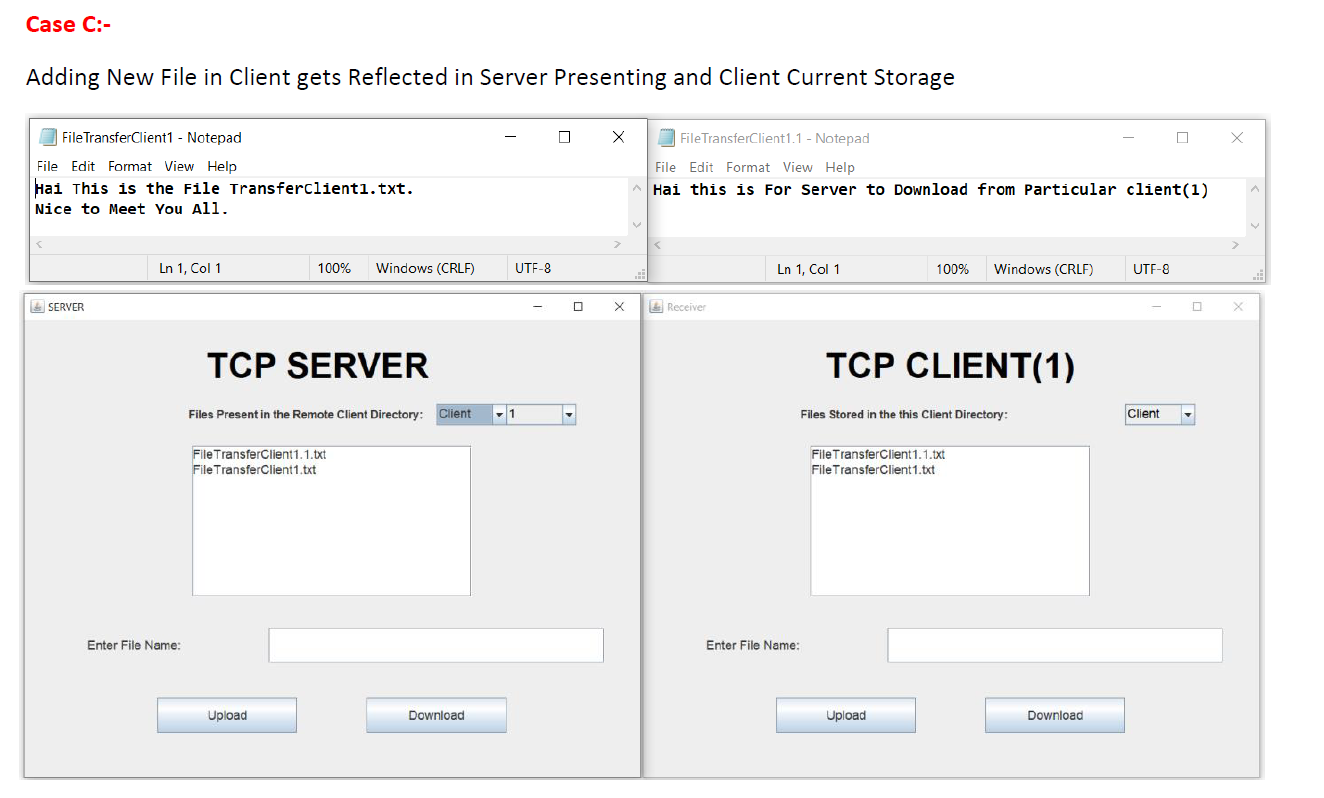 Case C:-
Adding New File in Client gets Reflected in Server Presenting and Client Current Storage
FileTransferClient1 - Notepad
File Edit Format View Help
Hai This is the File TransferClient1.txt.
Nice to Meet You All.
Ln 1, Col 1 100% Windows (CRLF) UTF-8
FileTransferClient1.1 - Notepad
File Edit Format View Help
Hai this is For Server to Download from Particular client(1)
Ln 1, Col 1 100% Windows (CRLF) UTF-8
SERVER
TCP SERVER
Files Present in the Remote Client Directory: Client 1
FileTransferClient1.1.txt
FileTransferClient1.txt
Enter File Name:
Upload Download
Receiver
TCP CLIENT(1)
Files Stored in the this Client Directory: Client
FileTransferClient1.1.txt
FileTransferClient1.txt
Enter File Name:
Upload Download